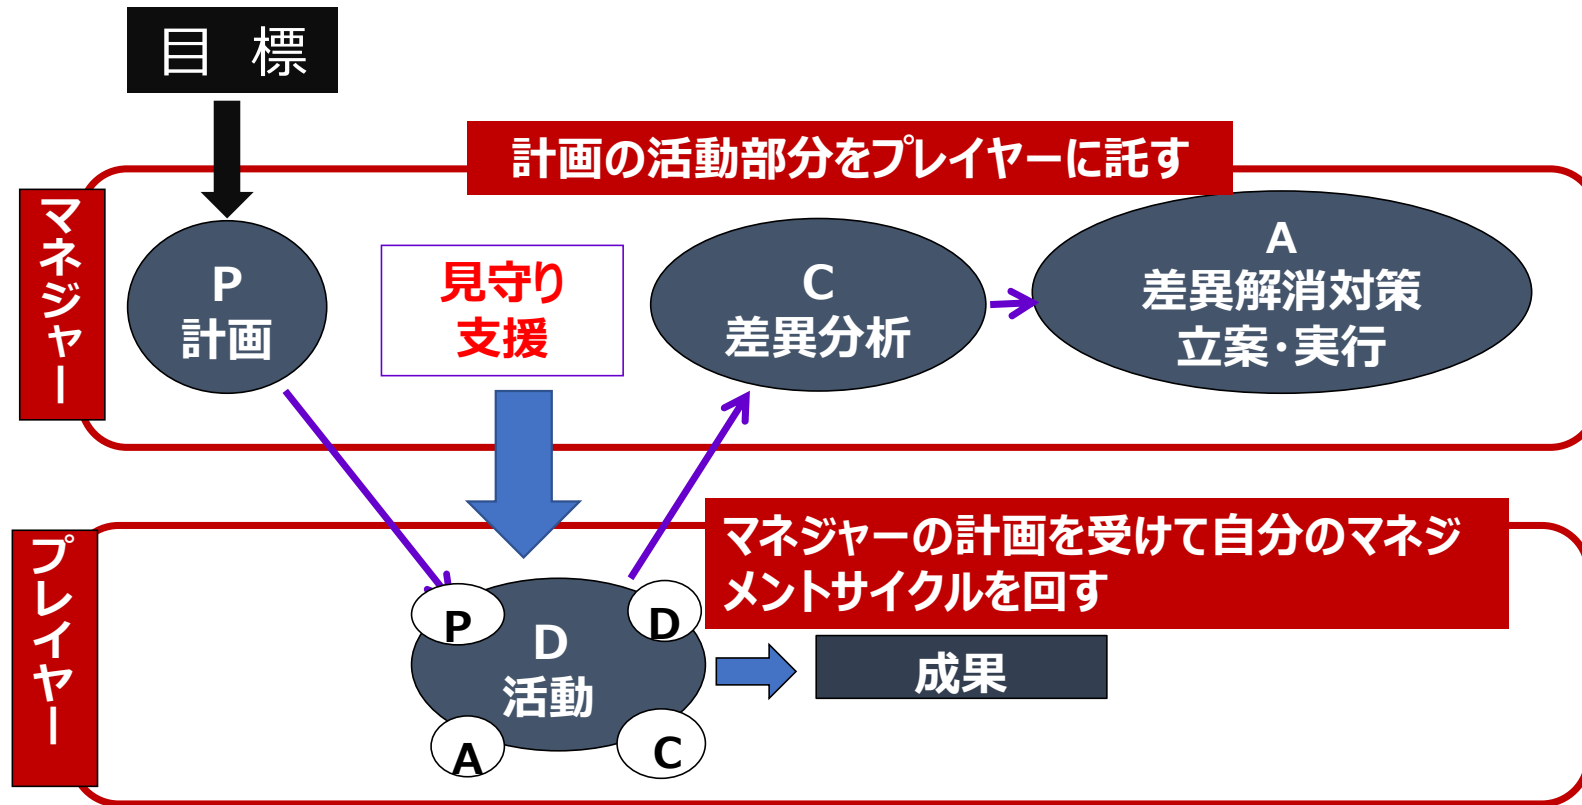 目 標
計画の活動部分をプレイヤーに託す
マネジャー
P
計画
見守り
支援
C
差異分析
A
差異解消対策
立案・実行
プレイヤー
マネジャーの計画を受けて自分のマネジ
メントサイクルを回す
P
D
D
活動
A
C
成果